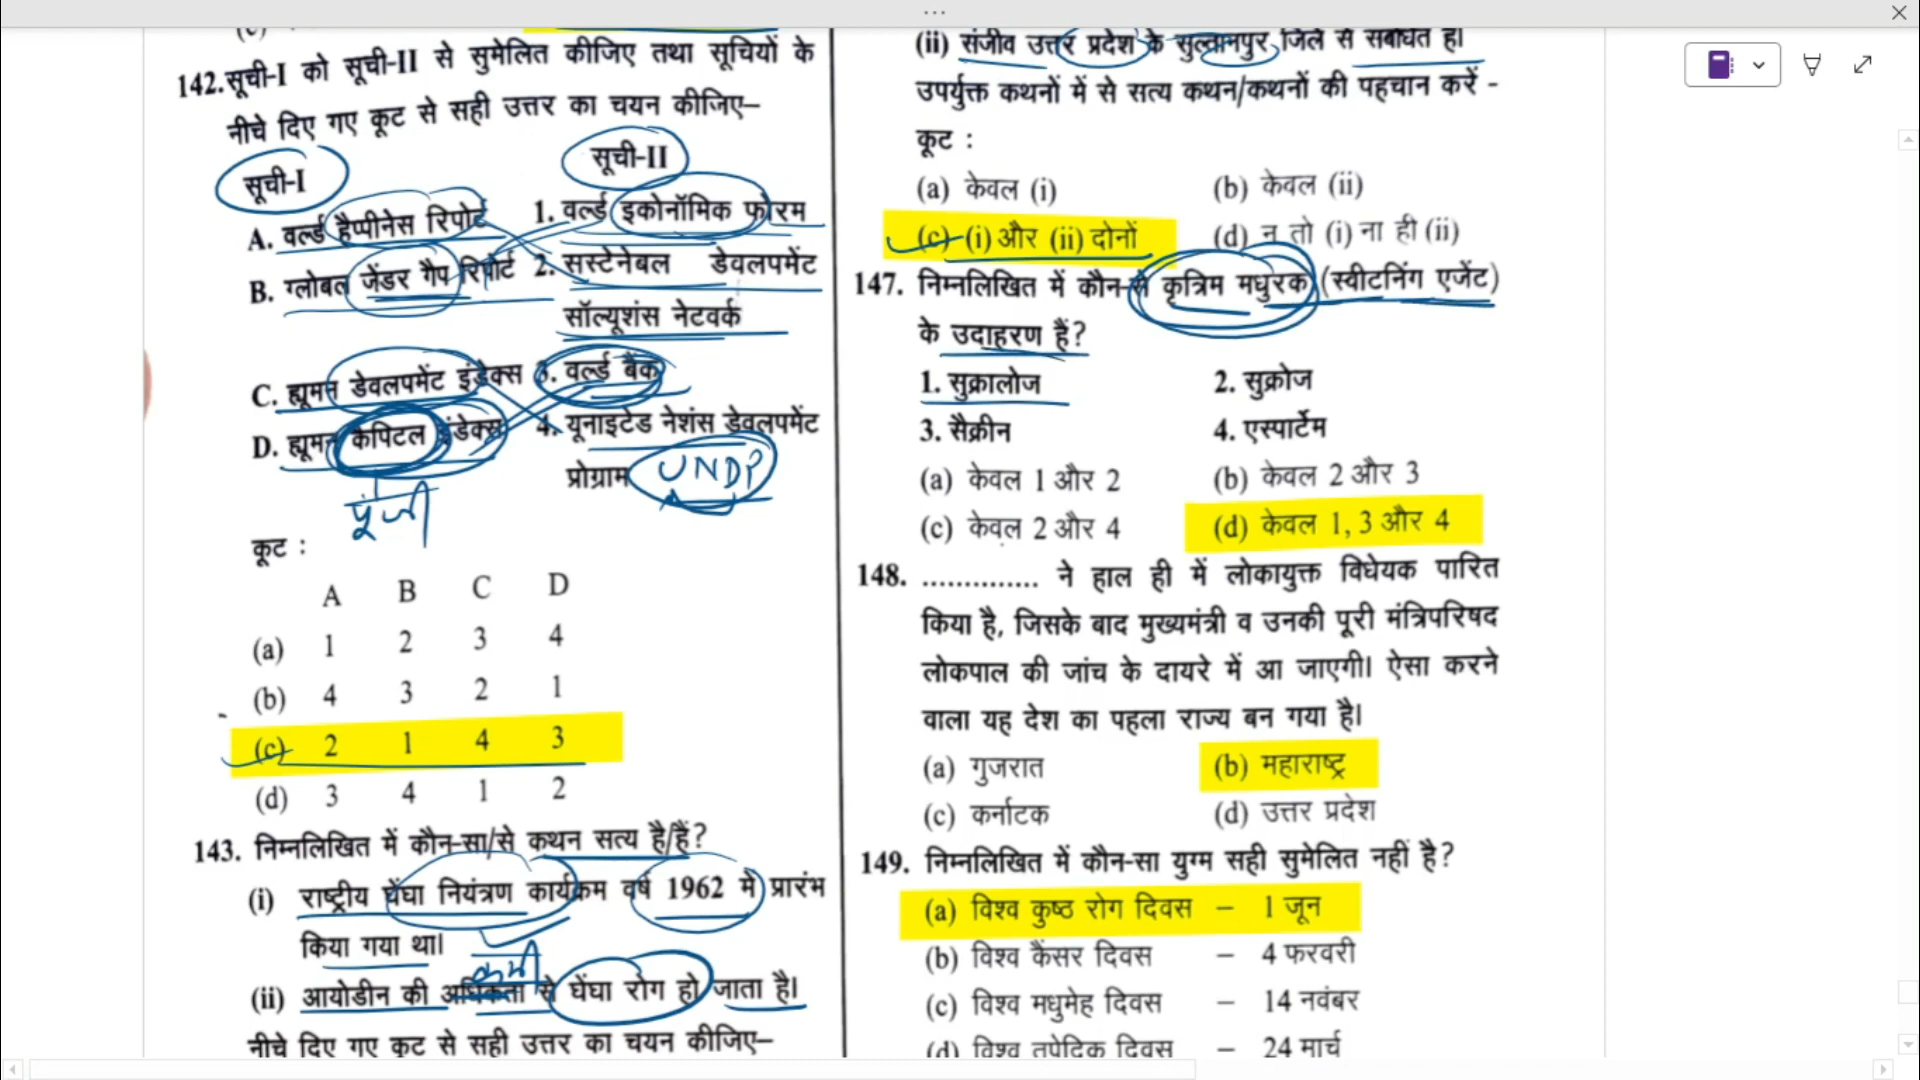 142. सूची-I को सूची-II से सुमेलित कीजिए तथा सूचियों के
नीचे दिए गए कूट से सही उत्तर का चयन कीजिए–
सूची-I
सूची-II
A. वर्ल्ड हैप्पीनेस रिपोर्ट
1. वर्ल्ड इकोनॉमिक फोरम
B. ग्लोबल जेंडर गैप रिपोर्ट
2. सस्टेनेबल डेवलपमेंट
सॉल्यूशंस नेटवर्क
C. ह्यूमन डेवलपमेंट इंडेक्स
3. वर्ल्ड बैंक
D. ह्यूमन कैपिटल इंडेक्स
4. यूनाइटेड नेशंस डेवलपमेंट
प्रोग्राम UNDP
पूंजी
कूट :
A B C D
(a) 1 2 3 4
(b) 4 3 2 1
(c) 2 1 4 3
(d) 3 4 1 2
143. निम्नलिखित में कौन-सा/से कथन सत्य है/हैं?
(i) राष्ट्रीय घेंघा नियंत्रण कार्यक्रम वर्ष 1962 में प्रारंभ
किया गया था।
कमी
(ii) आयोडीन की अधिकता से घेंघा रोग हो जाता है।
नीचे दिए गए कूट से सही उत्तर का चयन कीजिए–
(ii) संजीव उत्तर प्रदेश के सुल्तानपुर जिले से संबंधित हैं।
उपर्युक्त कथनों में से सत्य कथन/कथनों की पहचान करें -
कूट :
(a) केवल (i) (b) केवल (ii)
(c) (i) और (ii) दोनों (d) न तो (i) ना ही (ii)
147. निम्नलिखित में कौन-से कृत्रिम मधुरक (स्वीटनिंग एजेंट)
के उदाहरण हैं?
1. सुक्रालोज 2. सुक्रोज
3. सैक्रीन 4. एस्पार्टेम
(a) केवल 1 और 2 (b) केवल 2 और 3
(c) केवल 2 और 4 (d) केवल 1, 3 और 4
148. .............. ने हाल ही में लोकायुक्त विधेयक पारित
किया है, जिसके बाद मुख्यमंत्री व उनकी पूरी मंत्रिपरिषद
लोकपाल की जांच के दायरे में आ जाएगी। ऐसा करने
वाला यह देश का पहला राज्य बन गया है।
(a) गुजरात (b) महाराष्ट्र
(c) कर्नाटक (d) उत्तर प्रदेश
149. निम्नलिखित में कौन-सा युग्म सही सुमेलित नहीं है?
(a) विश्व कुष्ठ रोग दिवस – 1 जून
(b) विश्व कैंसर दिवस – 4 फरवरी
(c) विश्व मधुमेह दिवस – 14 नवंबर
(d) विश्व तपेदिक दिवस – 24 मार्च